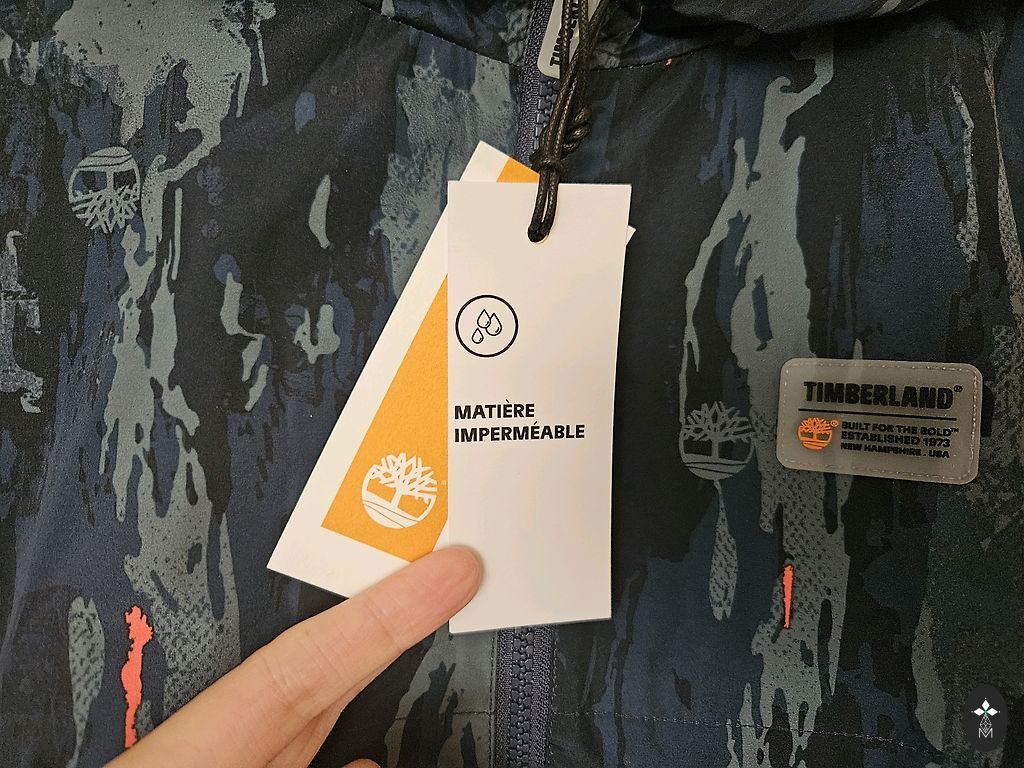 MATIÈRE
IMPERMÉABLE
TIMBERLAND®
BUILT FOR THE BOLD™
ESTABLISHED 1973
NEW HAMPSHIRE . USA